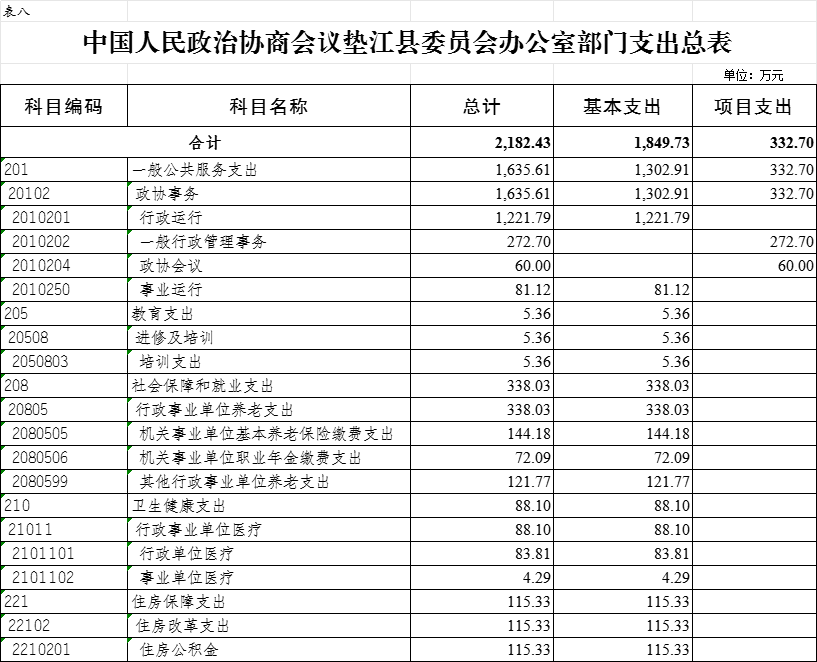 表八
中国人民政治协商会议垫江县委员会办公室部门支出总表
单位：万元
科目编码 科目名称 总计 基本支出 项目支出
合计 2,182.43 1,849.73 332.70
201 一般公共服务支出 1,635.61 1,302.91 332.70
20102 政协事务 1,635.61 1,302.91 332.70
2010201 行政运行 1,221.79 1,221.79
2010202 一般行政管理事务 272.70 272.70
2010204 政协会议 60.00 60.00
2010250 事业运行 81.12 81.12
205 教育支出 5.36 5.36
20508 进修及培训 5.36 5.36
2050803 培训支出 5.36 5.36
208 社会保障和就业支出 338.03 338.03
20805 行政事业单位养老支出 338.03 338.03
2080505 机关事业单位基本养老保险缴费支出 144.18 144.18
2080506 机关事业单位职业年金缴费支出 72.09 72.09
2080599 其他行政事业单位养老支出 121.77 121.77
210 卫生健康支出 88.10 88.10
21011 行政事业单位医疗 88.10 88.10
2101101 行政单位医疗 83.81 83.81
2101102 事业单位医疗 4.29 4.29
221 住房保障支出 115.33 115.33
22102 住房改革支出 115.33 115.33
2210201 住房公积金 115.33 115.33